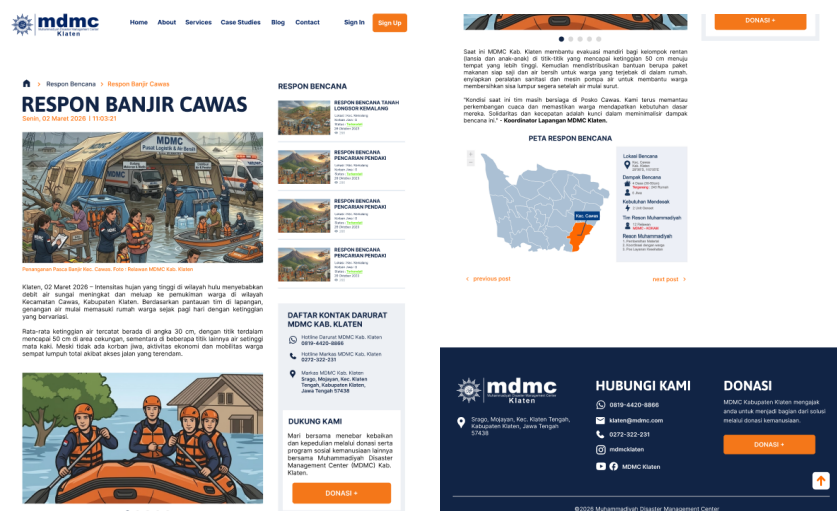 mdmc
Muhammadiyah Disaster Management Center
Klaten
Home About Services Case Studies Blog Contact Sign In Sign Up
Respon Bencana > Respon Banjir Cawas
RESPON BANJIR CAWAS
Senin, 02 Maret 2026 | 11:03:21
MDMC
Pusat Logistik & Air Bersih
Penanganan Pasca Banjir Kec. Cawas. Foto : Relawan MDMC Kab. Klaten
Klaten, 02 Maret 2026 – Intensitas hujan yang tinggi di wilayah hulu menyebabkan
debit air sungai meningkat dan meluap ke pemukiman warga di wilayah
Kecamatan Cawas, Kabupaten Klaten. Berdasarkan pantauan tim di lapangan,
genangan air mulai memasuki rumah warga sejak pagi hari dengan ketinggian
yang bervariasi.
Rata-rata ketinggian air tercatat berada di angka 30 cm, dengan titik terdalam
mencapai 50 cm di area cekungan, sementara di beberapa titik lainnya air setinggi
mata kaki. Meski tidak ada korban jiwa, aktivitas ekonomi dan mobilitas warga
sempat lumpuh total akibat akses jalan yang terendam.
RESPON BENCANA
RESPON BENCANA TANAH
LONGSOR KEMALANG
RESPON BENCANA
PENCARIAN PENDAKI
RESPON BENCANA
PENCARIAN PENDAKI
RESPON BENCANA
PENCARIAN PENDAKI
DAFTAR KONTAK DARURAT
MDMC KAB. KLATEN
Hotline Darurat MDMC Kab. Klaten
0819-4420-8866
Hotline Markas MDMC Kab. Klaten
0272-322-231
Markas MDMC Kab. Klaten
Srago, Mojayan, Kec. Klaten
Tengah, Kabupaten Klaten,
Jawa Tengah 57438
DUKUNG KAMI
Mari bersama menebar kebaikan
dan kepedulian melalui donasi serta
program sosial kemanusiaan lainnya
bersama Muhammadiyah Disaster
Management Center (MDMC) Kab.
Klaten.
DONASI +
DONASI +
Saat ini MDMC Kab. Klaten membantu evakuasi mandiri bagi kelompok rentan
(lansia dan anak-anak) di titik-titik yang mencapai ketinggian 50 cm menuju
tempat yang lebih tinggi. Kemudian mendistribusikan bantuan berupa paket
makanan siap saji dan air bersih untuk warga yang terjebak di dalam rumah.
enyiapkan peralatan sanitasi dan mesin pompa air untuk membantu warga
membersihkan sisa lumpur segera setelah air mulai surut.
"Kondisi saat ini tim masih bersiaga di Posko Cawas. Kami terus memantau
perkembangan cuaca dan memastikan warga mendapatkan kebutuhan dasar
mereka. Solidaritas dan kecepatan adalah kunci dalam meminimalisir dampak
bencana ini." - Koordinator Lapangan MDMC Klaten.
PETA RESPON BENCANA
Kec. Cawas
Lokasi Bencana
Kec. Cawas
Kab. Klaten
Dampak Bencana
Kebutuhan Mendesak
Tim Reson Muhammadiyah
Reson Muhammadiyah
< previous post
next post >
mdmc
Muhammadiyah Disaster Management Center
Klaten
Srago, Mojayan, Kec. Klaten Tengah,
Kabupaten Klaten, Jawa Tengah
57438
HUBUNGI KAMI
0819-4420-8866
klaten@mdmc.com
0272-322-231
mdmcklaten
MDMC Klaten
DONASI
MDMC Kabupaten Klaten mengajak
anda untuk menjadi bagian dari solusi
melalui donasi kemanusiaan.
DONASI +
©2026 Muhammadiyah Disaster Management Center